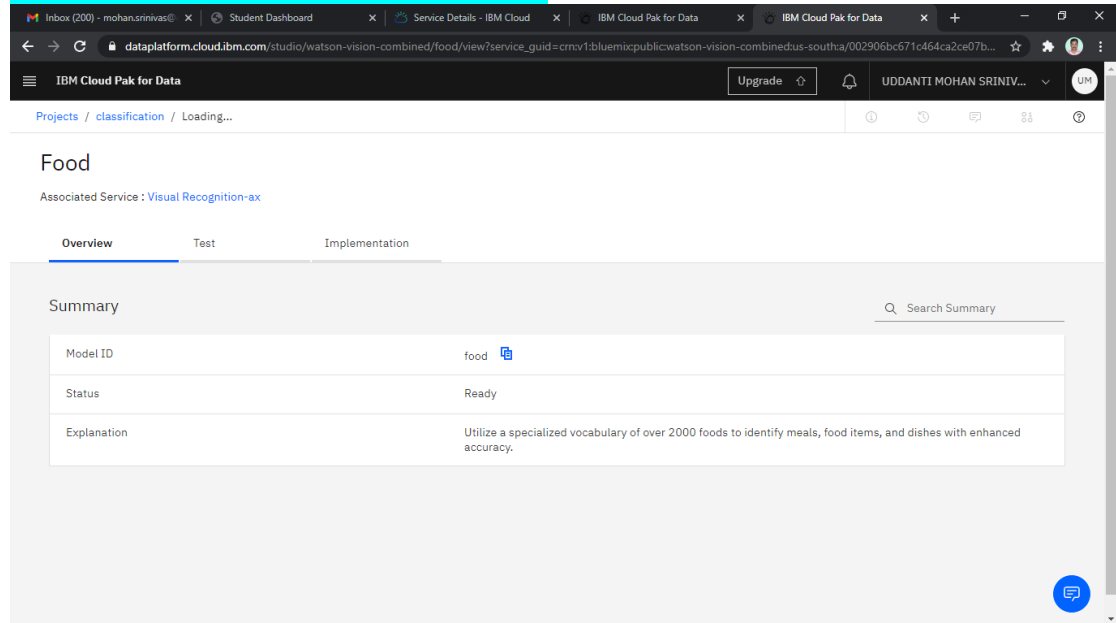 Inbox (200) - mohan.srinivas@
Student Dashboard
Service Details - IBM Cloud
IBM Cloud Pak for Data
IBM Cloud Pak for Data
dataplatform.cloud.ibm.com/studio/watson-vision-combined/food/view?service_guid=crn:v1:bluemix:public:watson-vision-combined:us-south:a/002906bc671c464ca2ce07b...
IBM Cloud Pak for Data
Upgrade
UDDANTI MOHAN SRINIV...
UM
Projects / classification / Loading...
Food
Associated Service : Visual Recognition-ax
Overview
Test
Implementation
Summary
Search Summary
Model ID
food
Status
Ready
Explanation
Utilize a specialized vocabulary of over 2000 foods to identify meals, food items, and dishes with enhanced
accuracy.